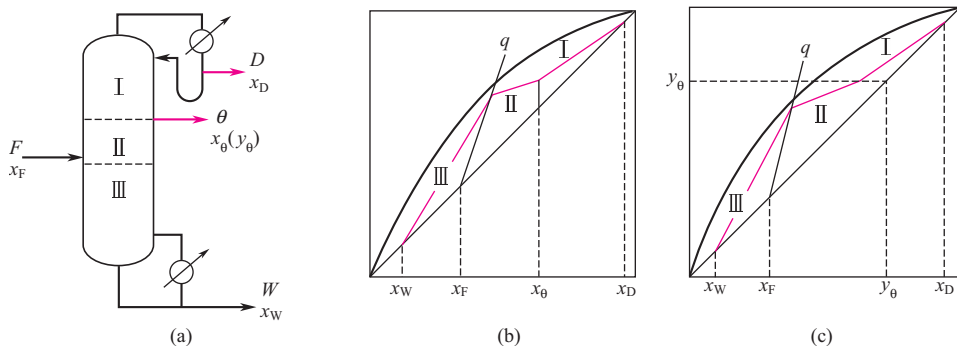 Ⅰ
D
x_D
θ
x_θ(y_θ)
Ⅱ
F
x_F
Ⅲ
W
x_W
(a)
q
Ⅰ
Ⅱ
Ⅲ
x_W
x_F
x_θ
x_D
(b)
q
Ⅰ
y_θ
Ⅱ
Ⅲ
x_W
x_F
y_θ
x_D
(c)